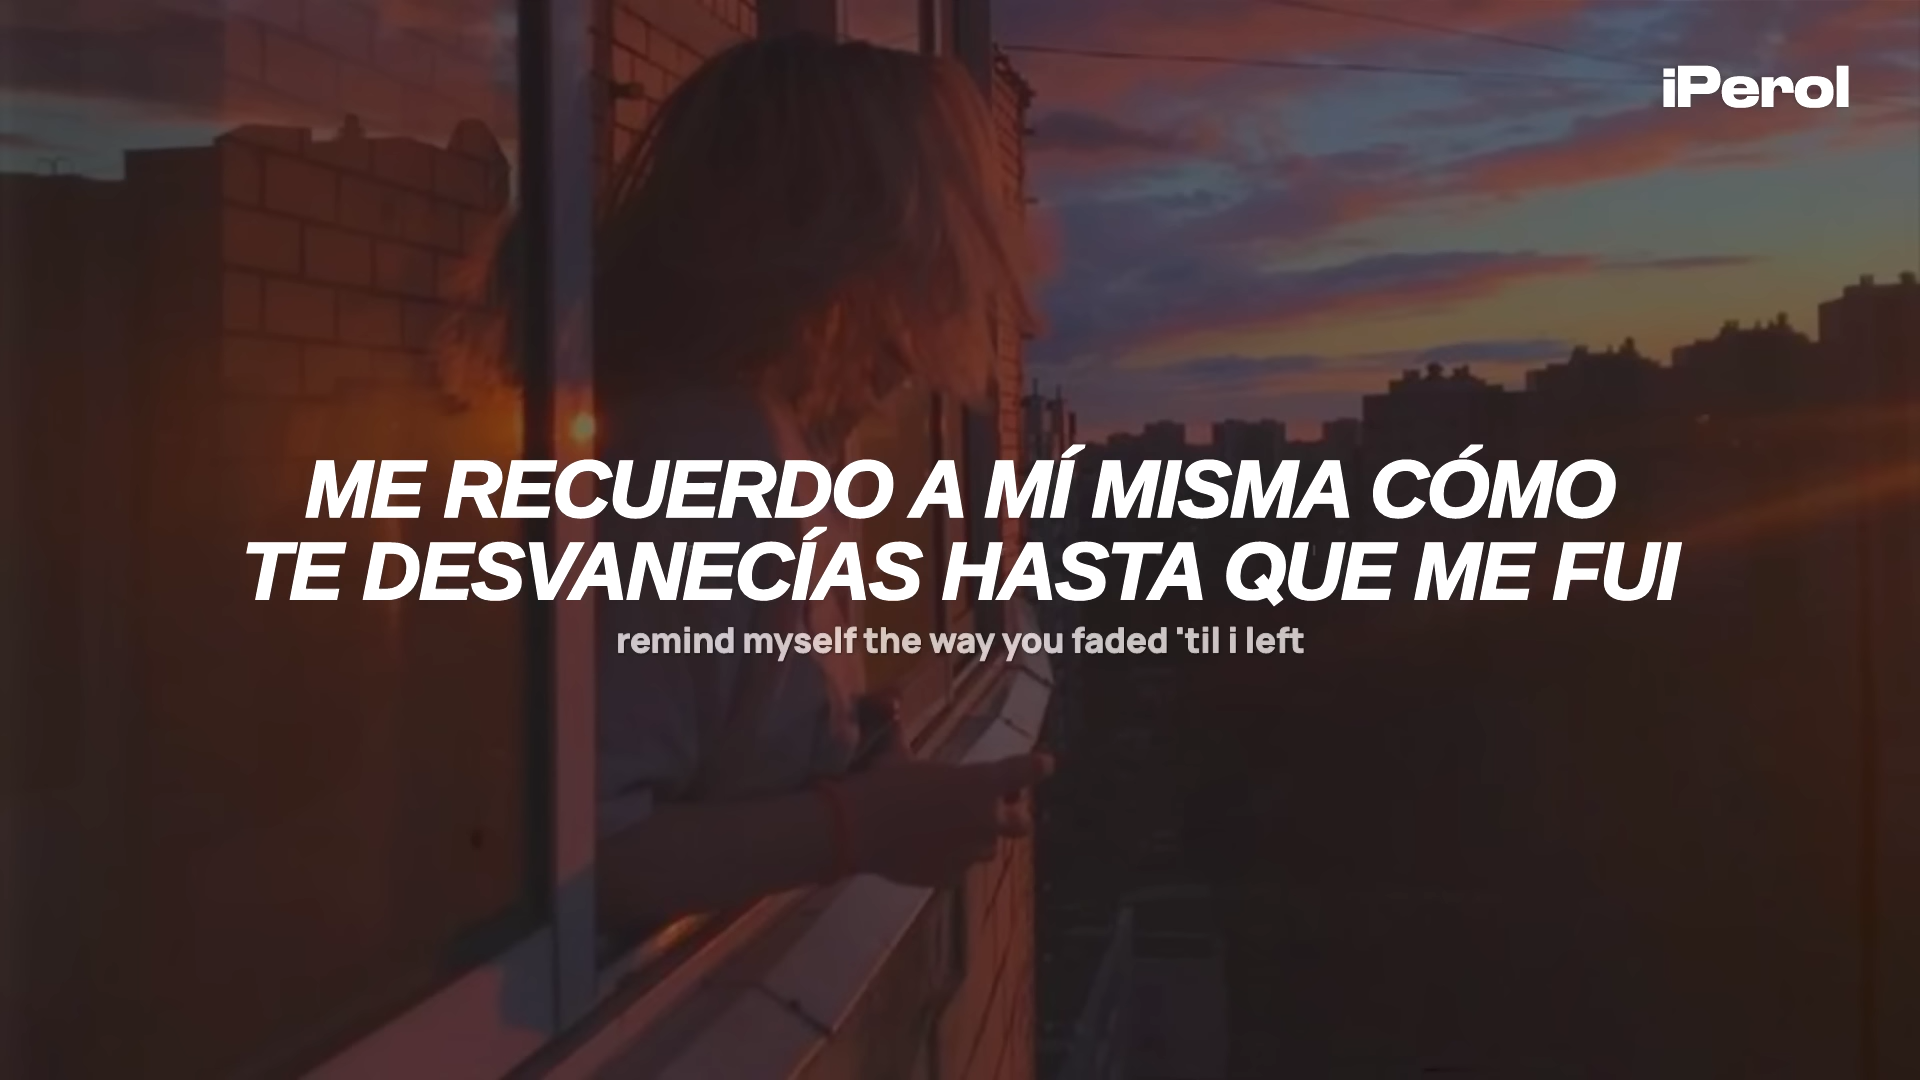 iPerol
ME RECUERDO A MÍ MISMA CÓMO
TE DESVANECÍAS HASTA QUE ME FUI
remind myself the way you faded 'til i left